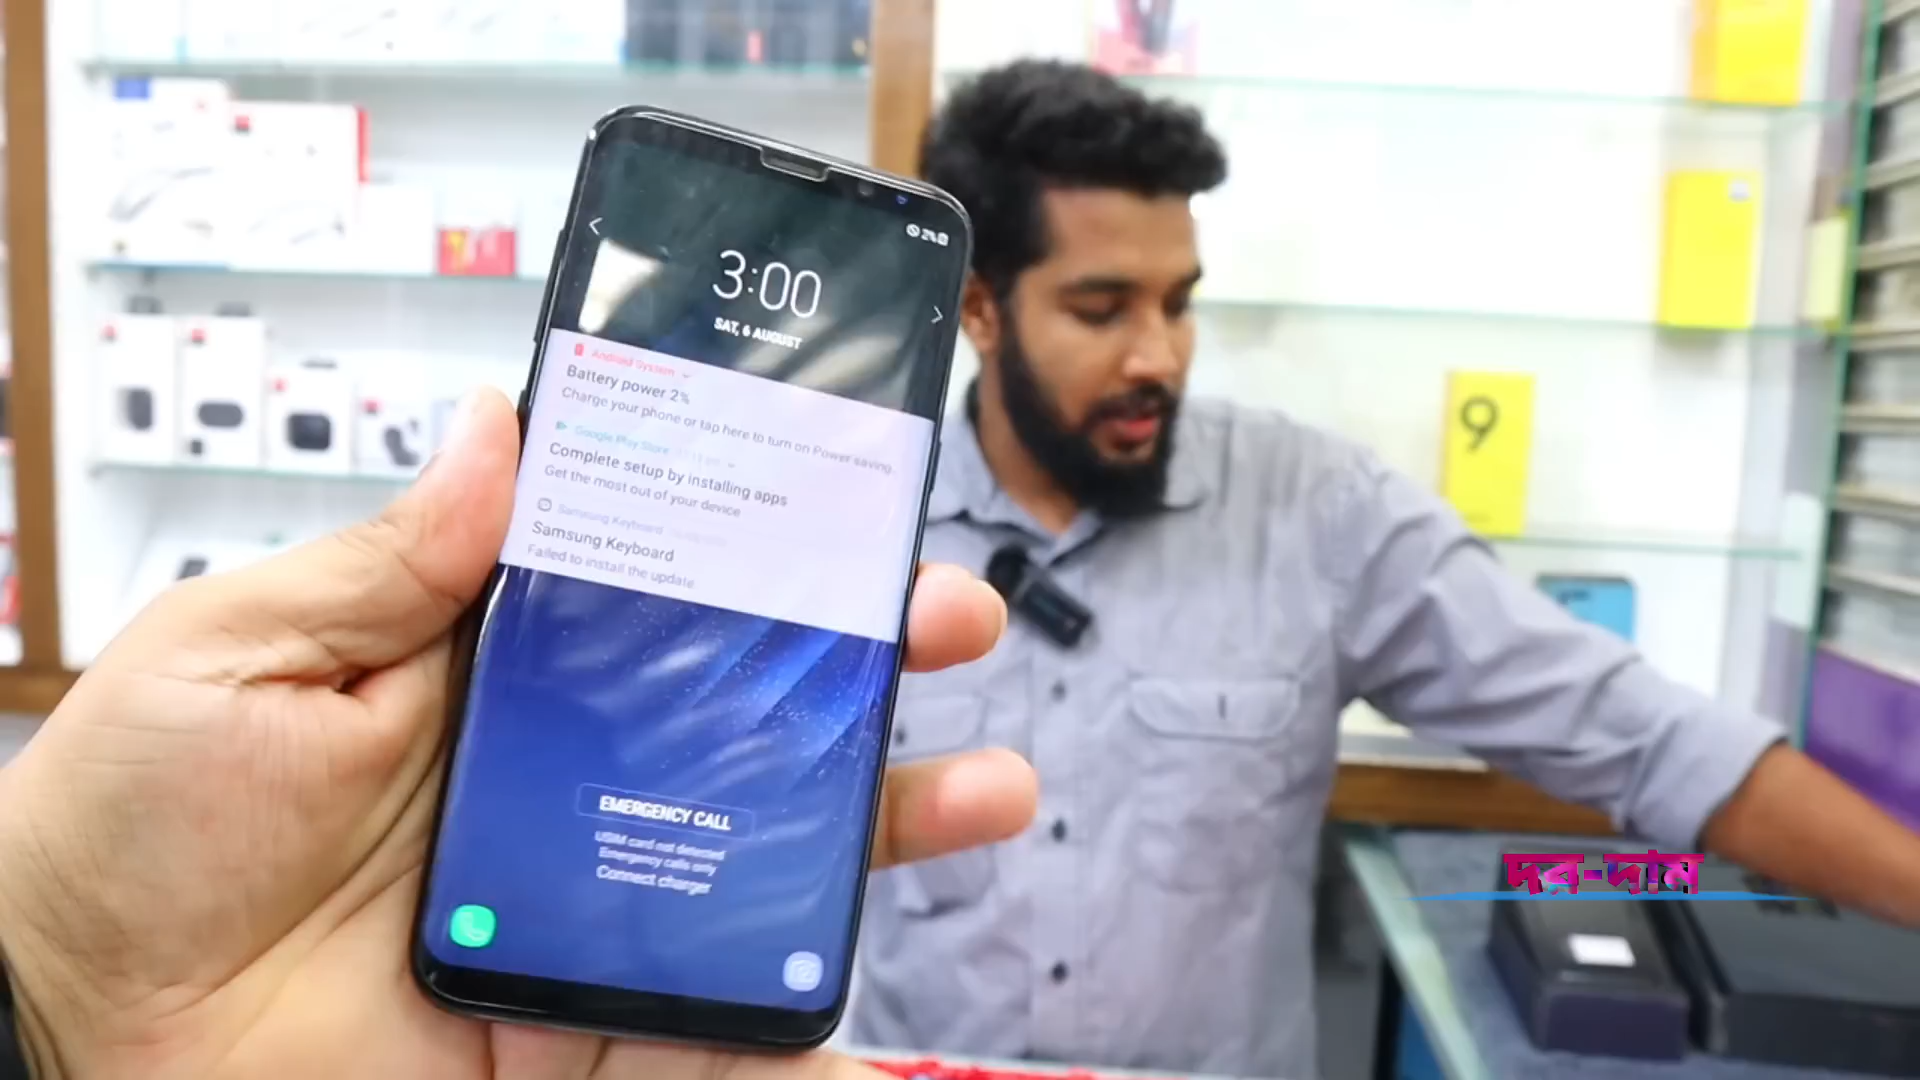 2%
3:00
SAT, 6 AUGUST
Android System
Battery power 2%
Charge your phone or tap here to turn on Power saving.
Google Play Store
Complete setup by installing apps
Get the most out of your device
Samsung Keyboard
Samsung Keyboard
Failed to install the update
EMERGENCY CALL
USIM card not detected
Emergency calls only
Connect charger
9
দর-দাম